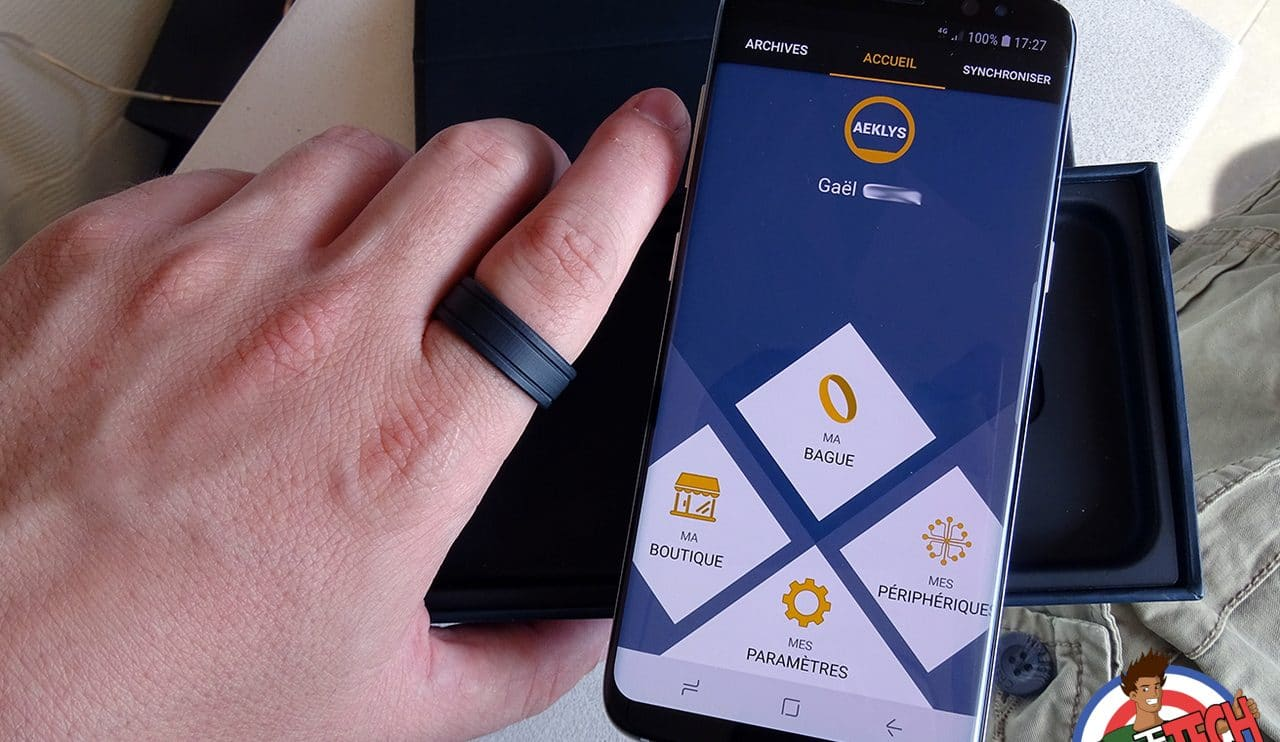 4G 100% 17:27
ARCHIVES ACCUEIL SYNCHRONISER
AEKLYS
Gaël
MA
BAGUE
MA
BOUTIQUE
MES
PÉRIPHÉRIQUES
MES
PARAMÈTRES
TECH